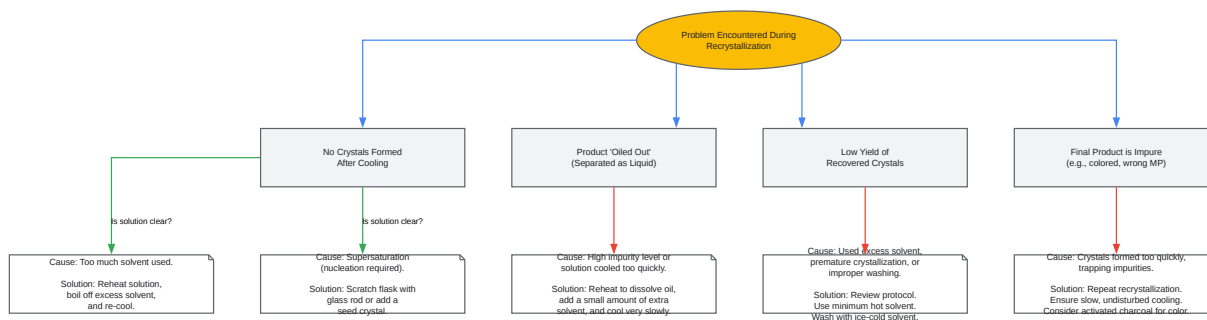 Problem Encountered During
Recrystallization
No Crystals Formed
After Cooling
Product 'Oiled Out'
(Separated as Liquid)
Low Yield of
Recovered Crystals
Final Product is Impure
(e.g., colored, wrong MP)
Is solution clear?
Is solution clear?
Cause: Too much solvent used.
Solution: Reheat solution,
boil off excess solvent,
and re-cool.
Cause: Supersaturation
(nucleation required).
Solution: Scratch flask with
glass rod or add a
seed crystal.
Cause: High impurity level or
solution cooled too quickly.
Solution: Reheat to dissolve oil,
add a small amount of extra
solvent, and cool very slowly
Cause: Used excess solvent,
premature crystallization, or
improper washing.
Solution: Review protocol.
Use minimum hot solvent.
Wash with ice-cold solvent.
Cause: Crystals formed too quickly,
trapping impurities.
Solution: Repeat recrystallization.
Ensure slow, undisturbed cooling.
Consider activated charcoal for color.